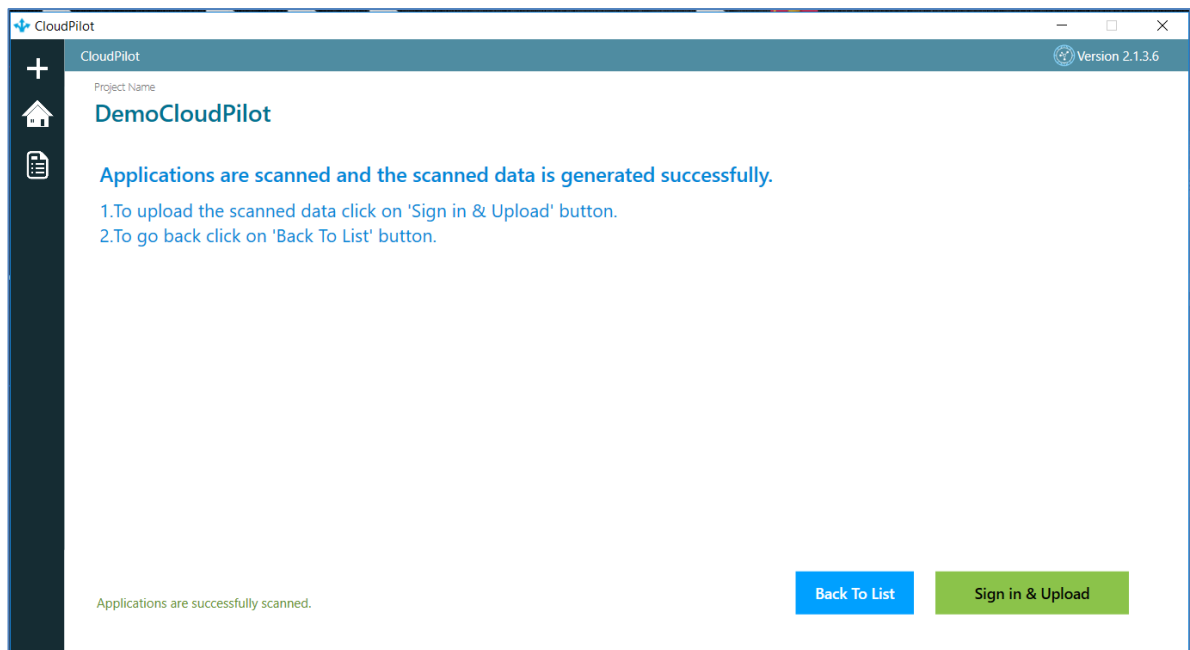 CloudPilot
CloudPilot
Version 2.1.3.6
Project Name
DemoCloudPilot
Applications are scanned and the scanned data is generated successfully.
1.To upload the scanned data click on 'Sign in & Upload' button.
2.To go back click on 'Back To List' button.
Applications are successfully scanned.
Back To List
Sign in & Upload